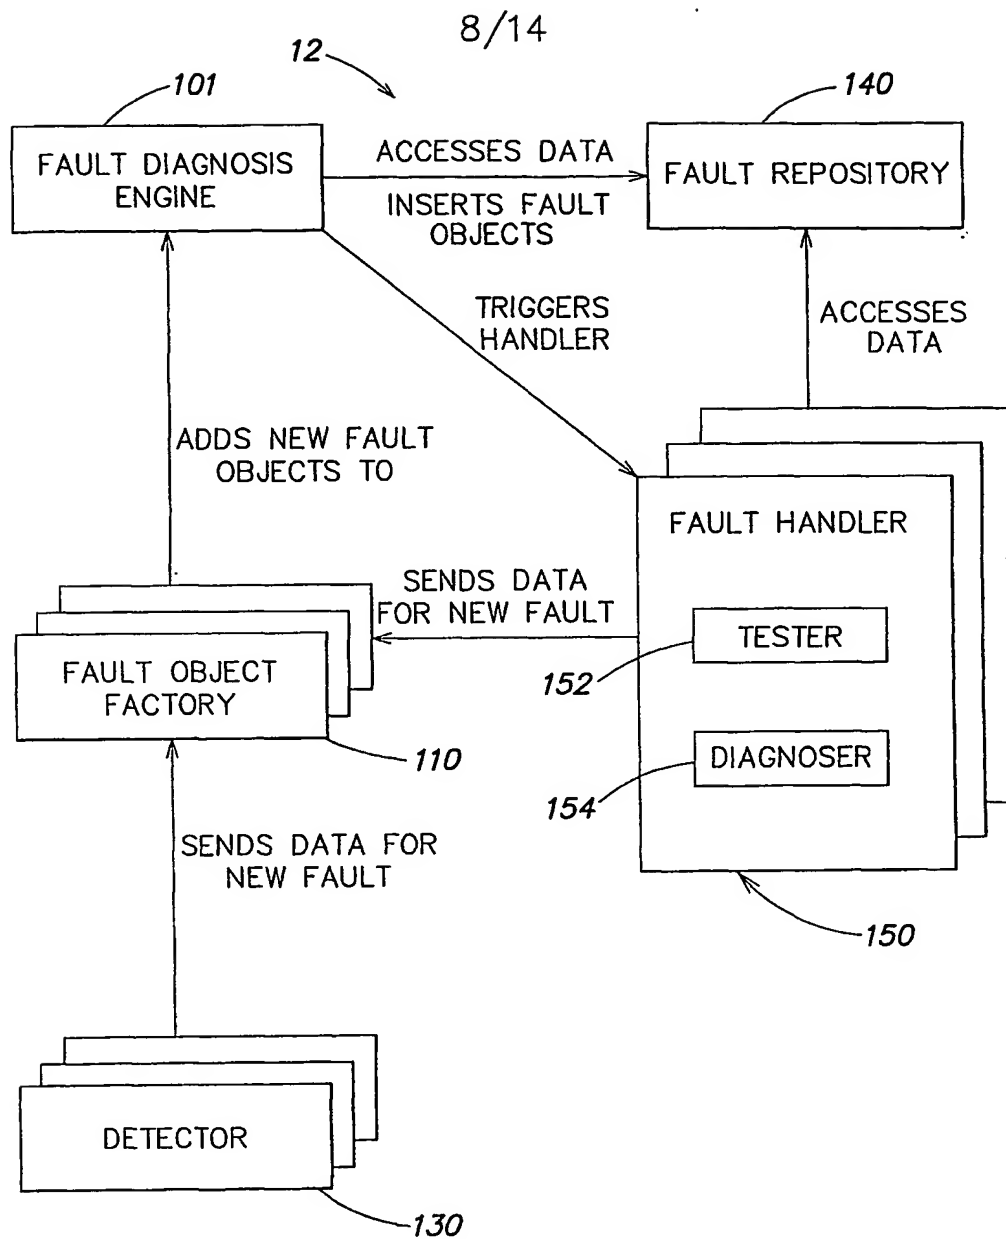 8/14
12
101
140
FAULT DIAGNOSIS
ENGINE
ACCESSES DATA
INSERTS FAULT
OBJECTS
FAULT REPOSITORY
TRIGGERS
HANDLER
ACCESSES
DATA
ADDS NEW FAULT
OBJECTS TO
FAULT HANDLER
SENDS DATA
FOR NEW FAULT
TESTER
152
FAULT OBJECT
FACTORY
110
DIAGNOSER
154
SENDS DATA FOR
NEW FAULT
150
DETECTOR
130